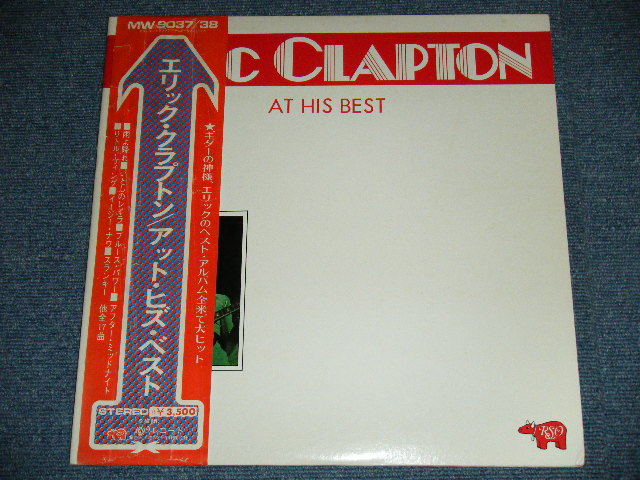 MW 9037/38
C CLAPTON
AT HIS BEST
エリック・クラプトン/アット・ヒズ・ベスト
★ギターの神様、エリックのベスト・アルバム全米で大ヒット
■いとしのレイラ■ブルース・パワー■アフター・ミッドナイト
■イージー・ナウ■スランキー
他全17曲
STEREO ¥3,500
RSO